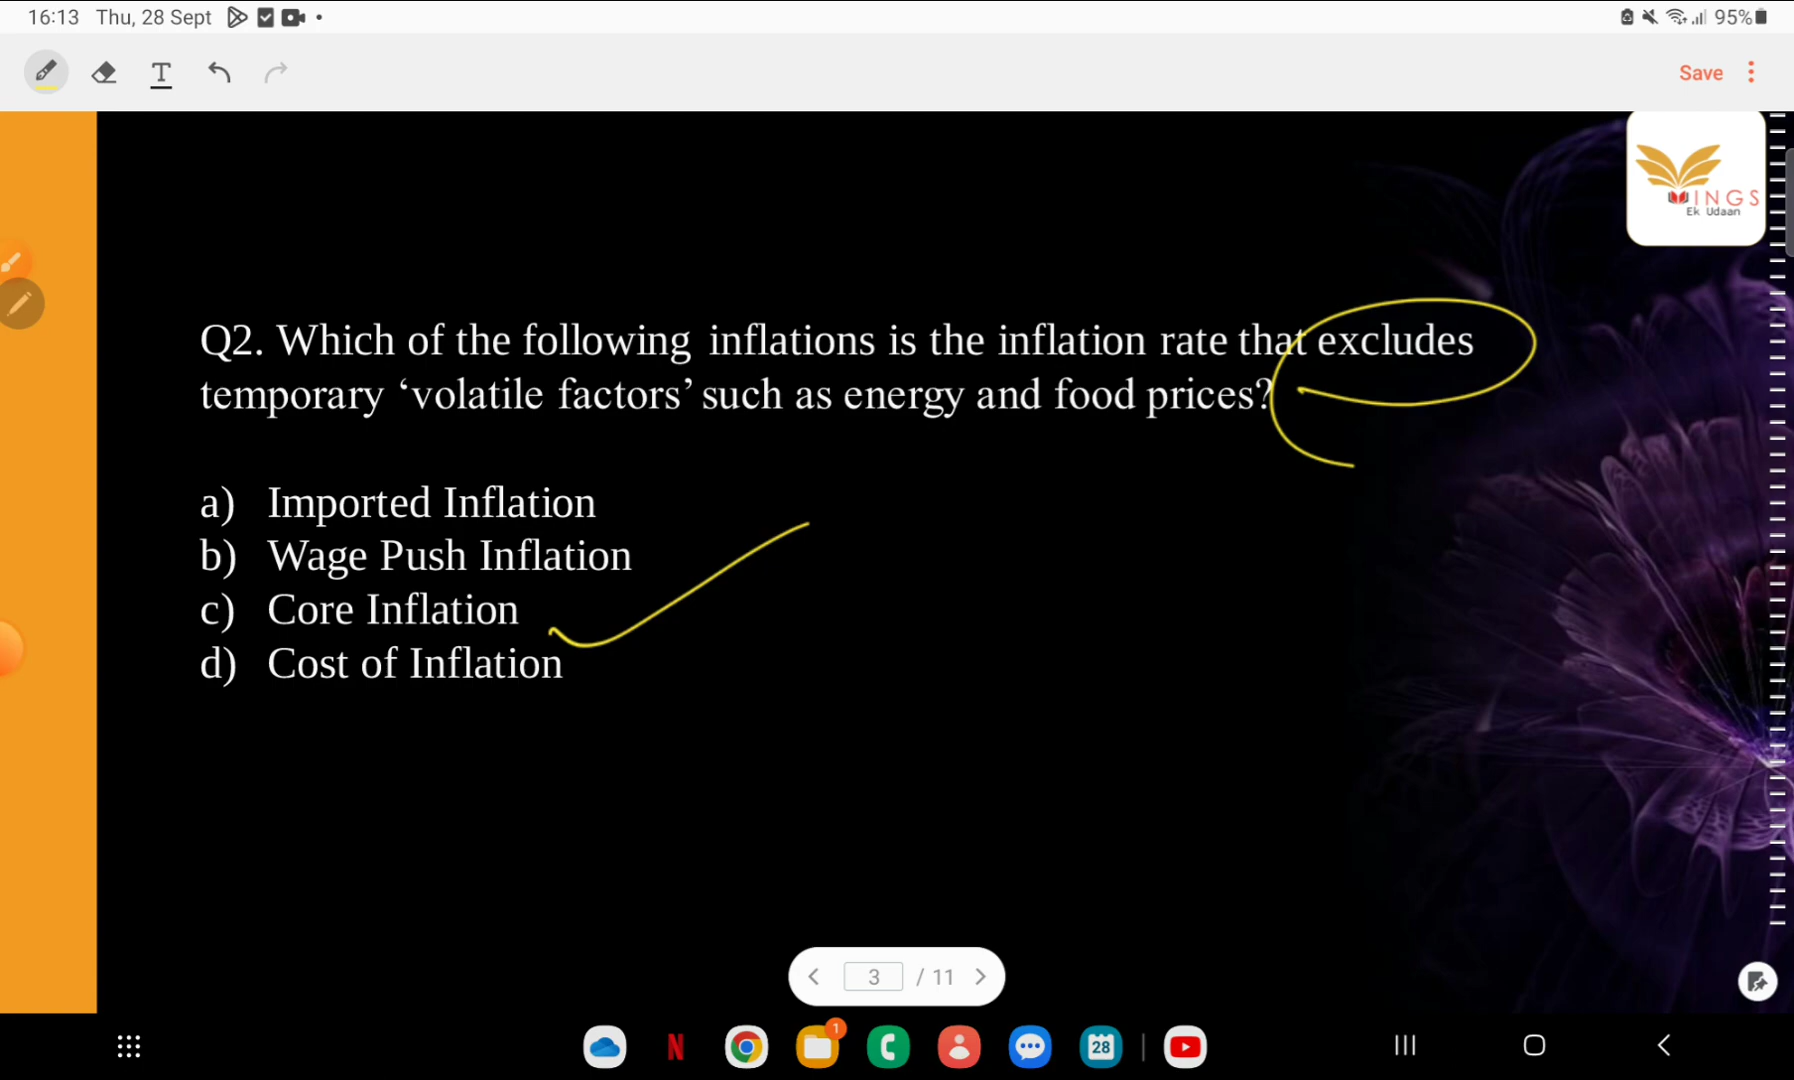 16:13 Thu, 28 Sept
95%
T
Save
WINGS
Ek Udaan
Q2. Which of the following inflations is the inflation rate that excludes
temporary ‘volatile factors’ such as energy and food prices?
a) Imported Inflation
b) Wage Push Inflation
c) Core Inflation
d) Cost of Inflation
3 / 11
N
1
28